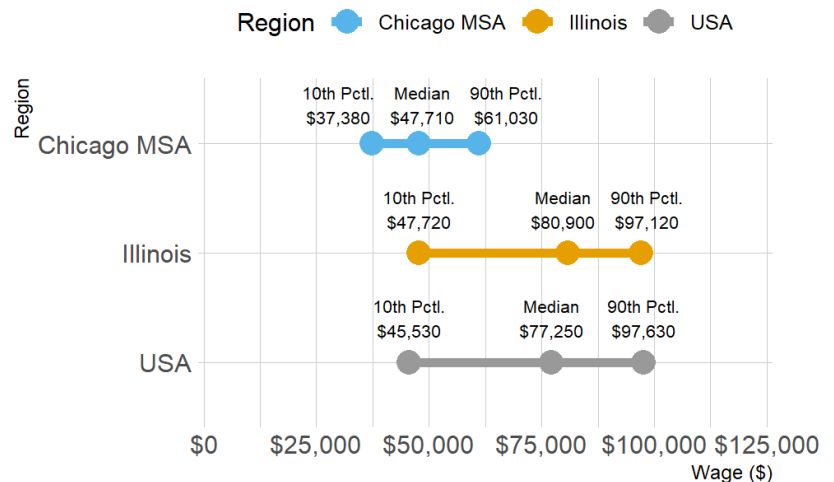 Region Chicago MSA Illinois USA
Region
10th Pctl. Median 90th Pctl.
$37,380 $47,710 $61,030
Chicago MSA
10th Pctl. Median 90th Pctl.
$47,720 $80,900 $97,120
Illinois
10th Pctl. Median 90th Pctl.
$45,530 $77,250 $97,630
USA
$0 $25,000 $50,000 $75,000 $100,000 $125,000
Wage ($)